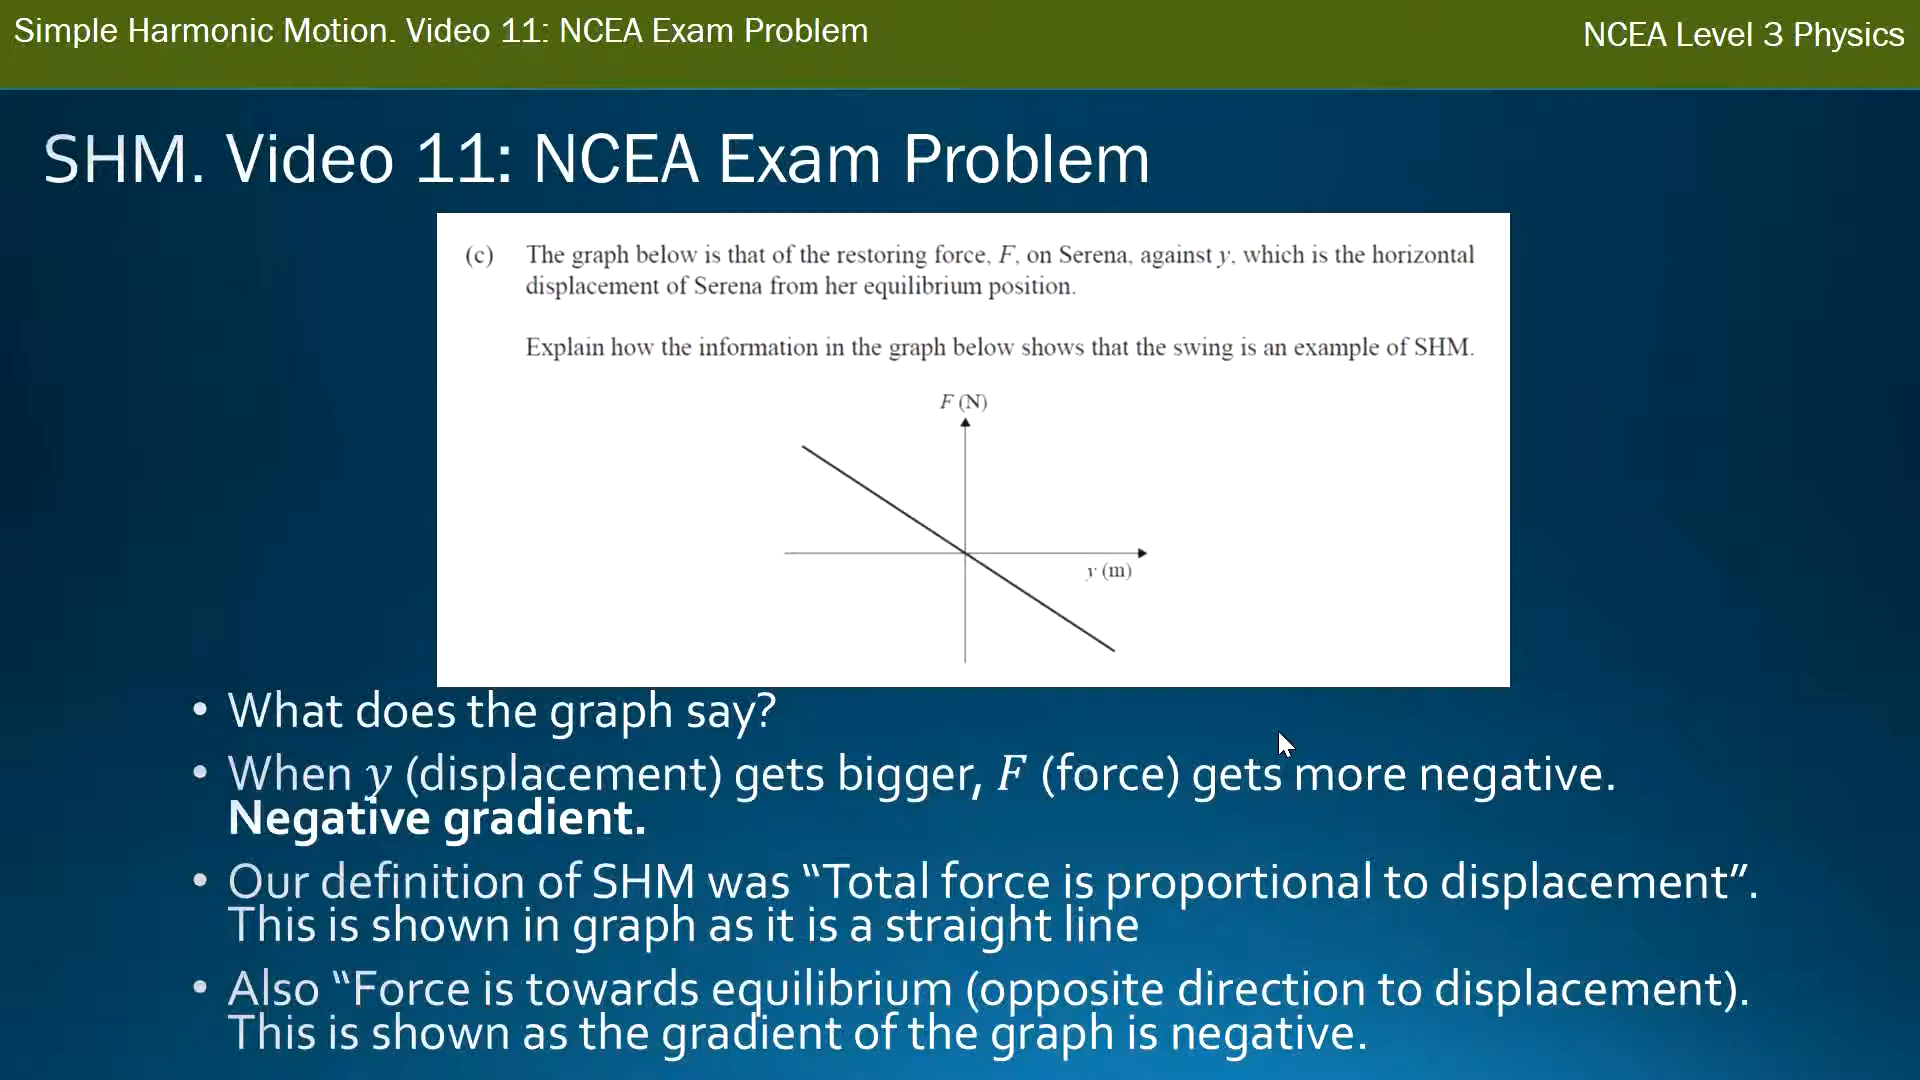 Simple Harmonic Motion. Video 11: NCEA Exam Problem
NCEA Level 3 Physics
SHM. Video 11: NCEA Exam Problem
(c) The graph below is that of the restoring force, F, on Serena, against y, which is the horizontal
displacement of Serena from her equilibrium position.
Explain how the information in the graph below shows that the swing is an example of SHM.
F (N)
y (m)
• What does the graph say?
• When y (displacement) gets bigger, F (force) gets more negative.
Negative gradient.
• Our definition of SHM was “Total force is proportional to displacement”.
This is shown in graph as it is a straight line
• Also “Force is towards equilibrium (opposite direction to displacement).
This is shown as the gradient of the graph is negative.